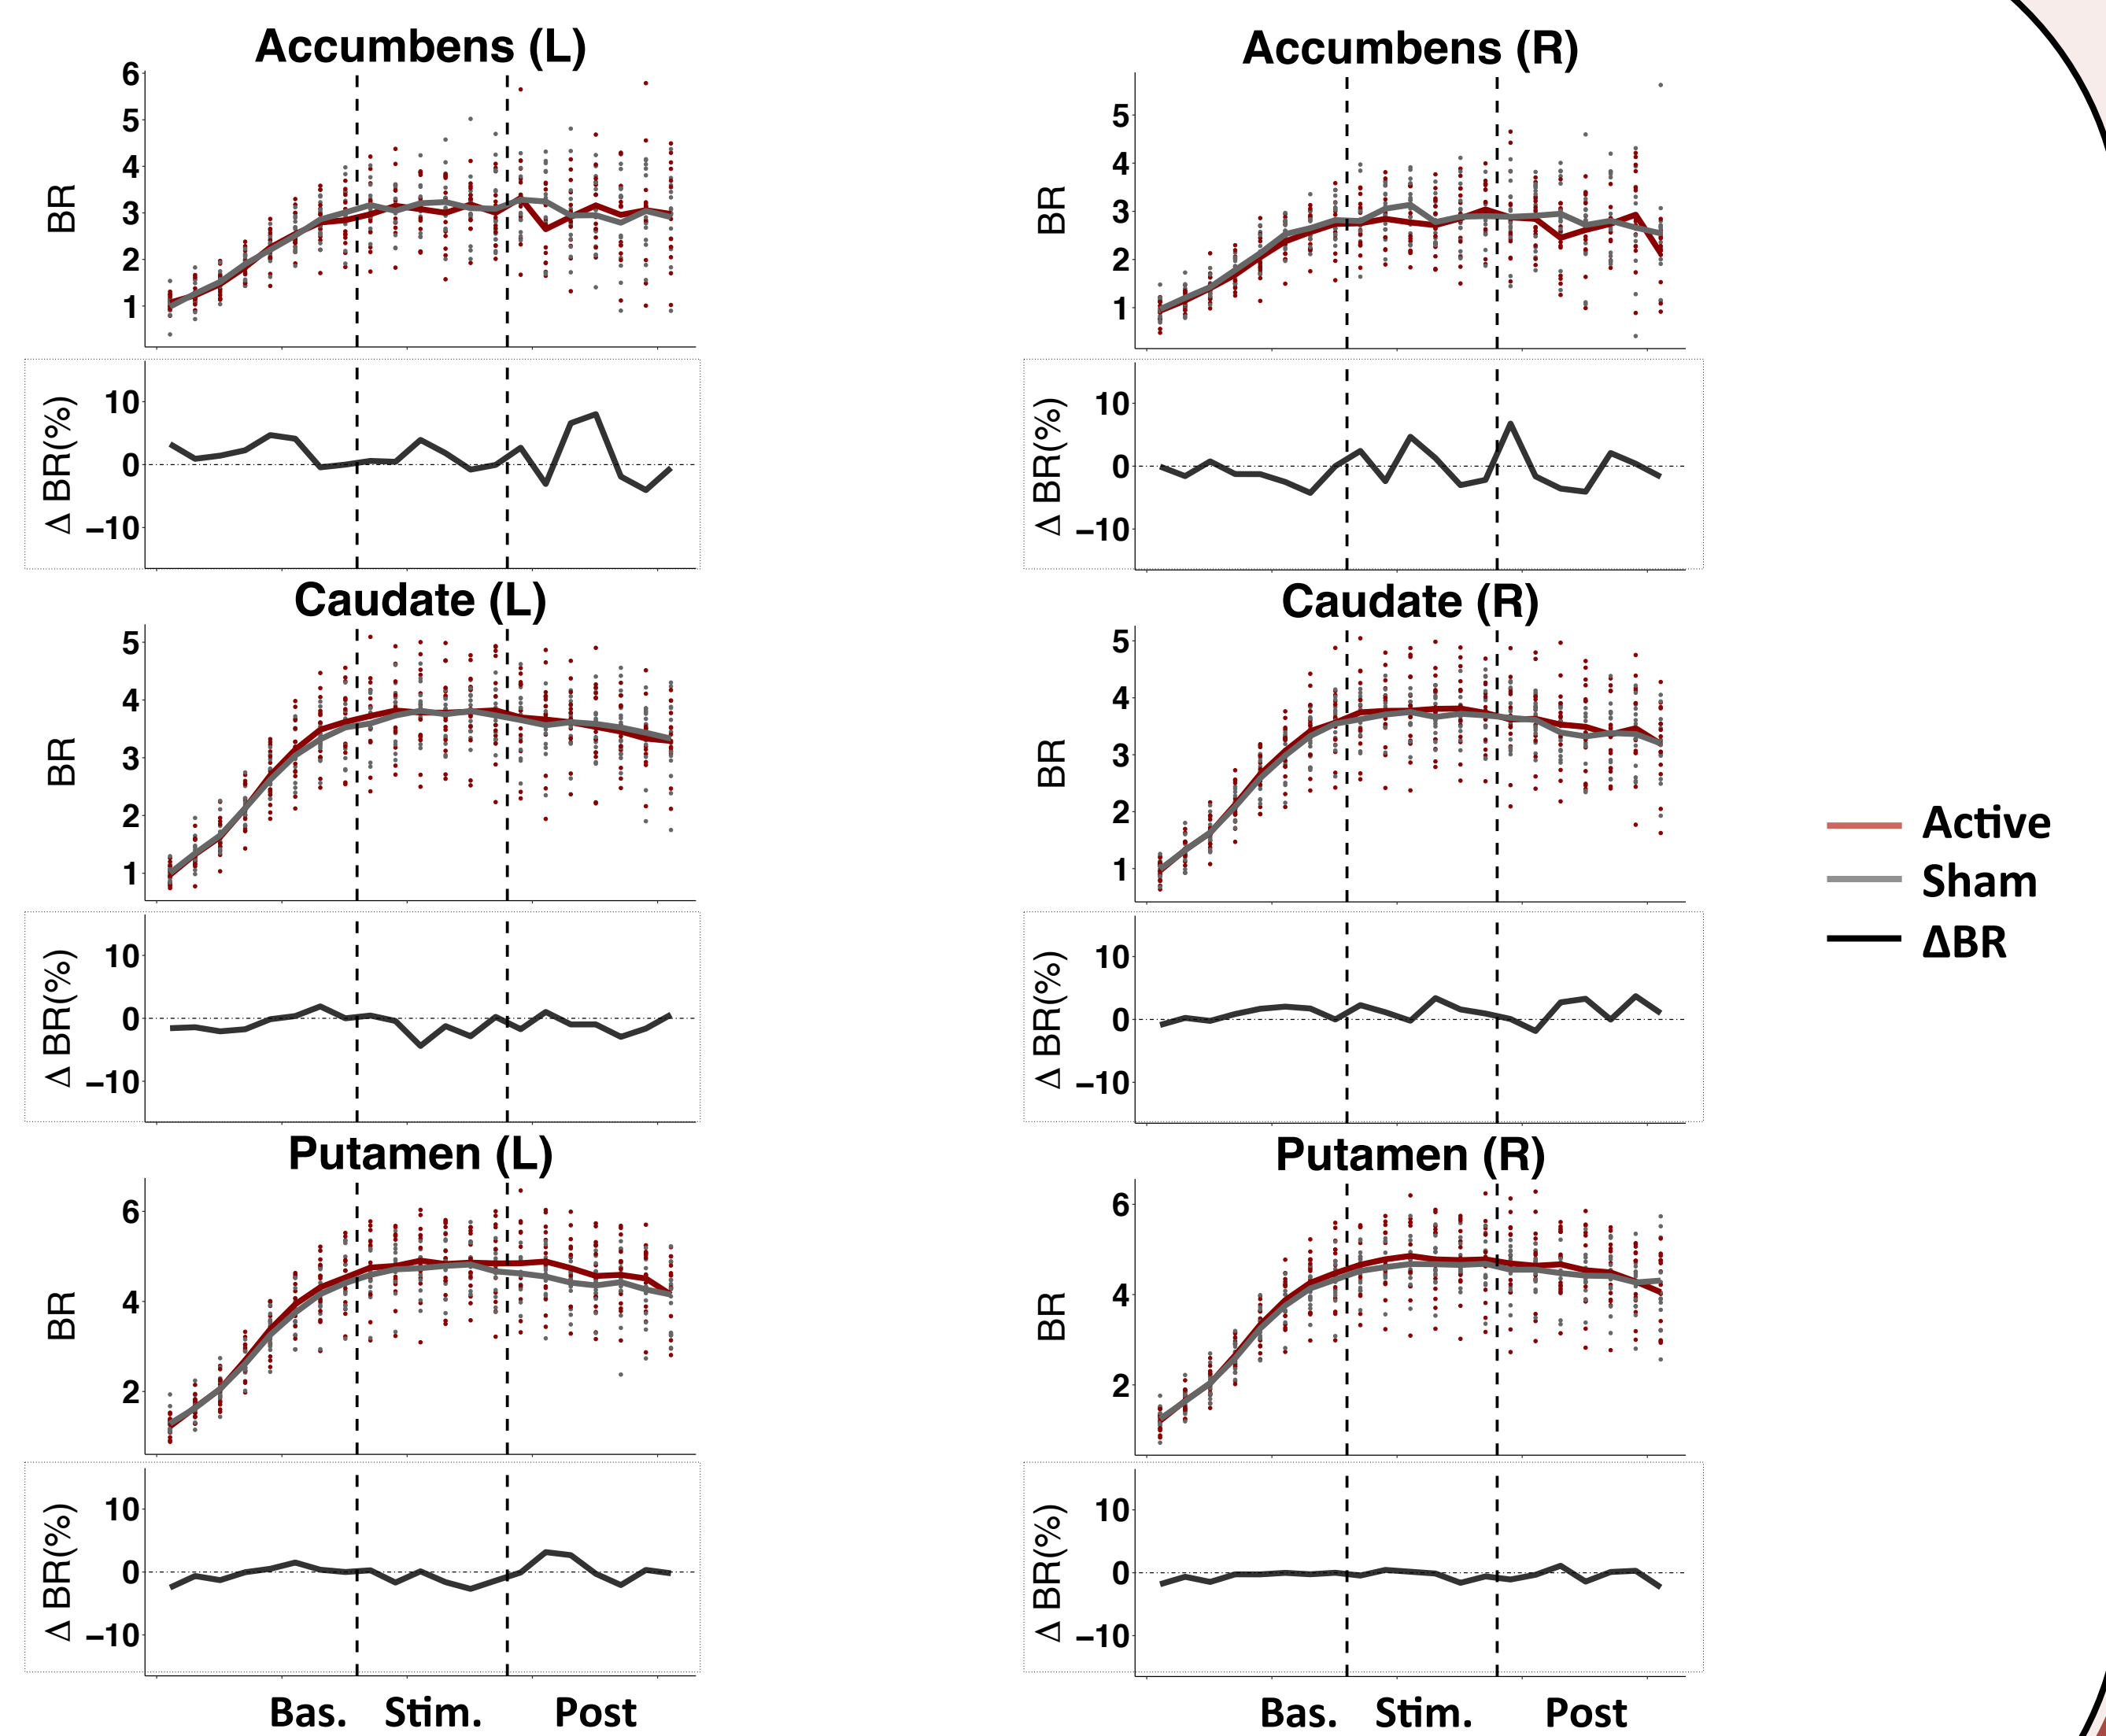 Accumbens (L)
6
5
4
3
2
1
BR
10
0
−10
Δ BR(%)
Accumbens (R)
5
4
3
2
1
BR
10
0
−10
Δ BR(%)
Caudate (L)
5
4
3
2
1
BR
10
0
−10
Δ BR(%)
Caudate (R)
5
4
3
2
1
BR
10
0
−10
Δ BR(%)
Active
Sham
ΔBR
Putamen (L)
6
4
2
BR
10
0
−10
Δ BR(%)
Bas. Stim. Post
Putamen (R)
6
4
2
BR
10
0
−10
Δ BR(%)
Bas. Stim. Post